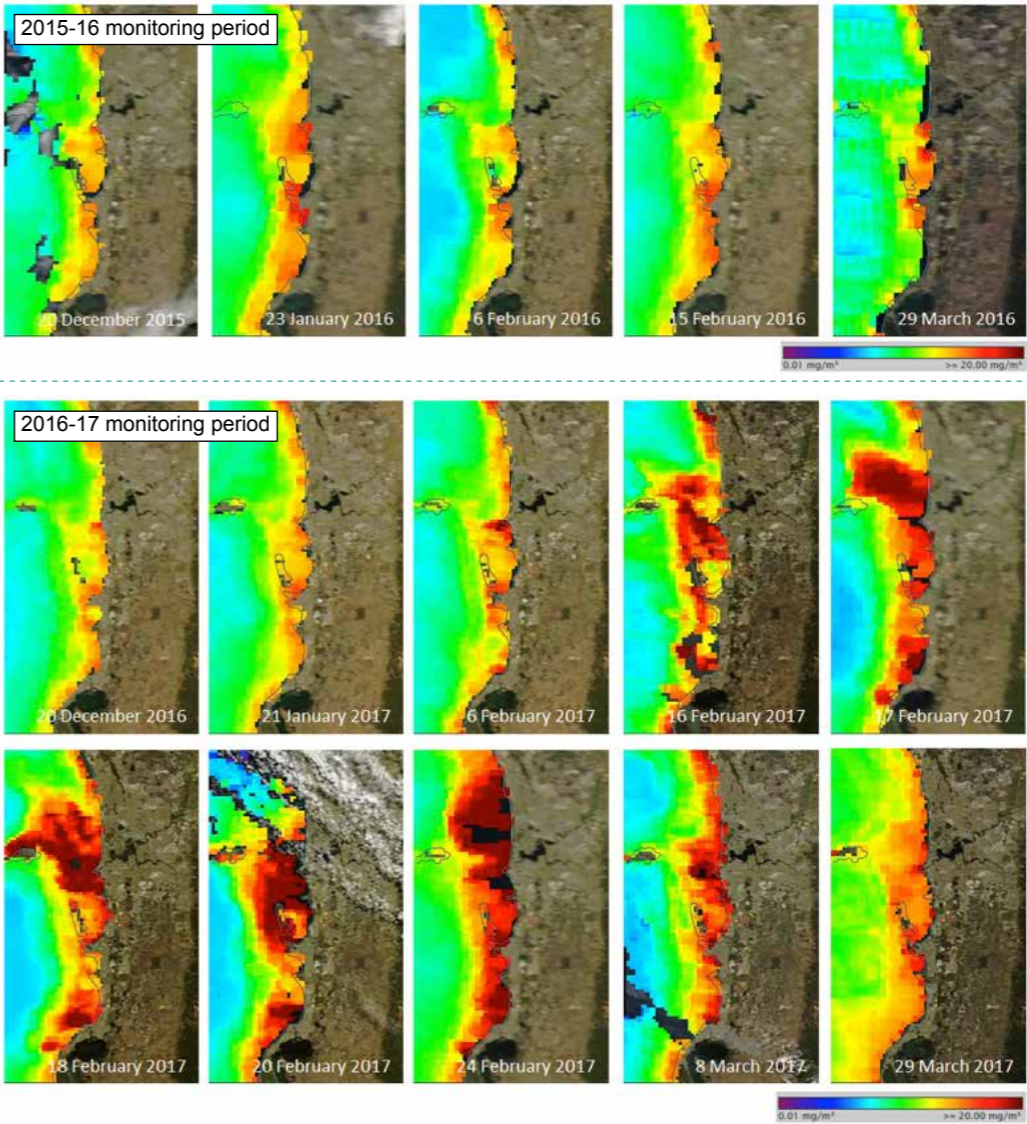 2015-16 monitoring period
20 December 2015
23 January 2016
6 February 2016
15 February 2016
29 March 2016
0.01 mg/m³
>= 20.00 mg/m³
2016-17 monitoring period
20 December 2016
21 January 2017
6 February 2017
16 February 2017
17 February 2017
18 February 2017
20 February 2017
24 February 2017
8 March 2017
29 March 2017
0.01 mg/m³
>= 20.00 mg/m³